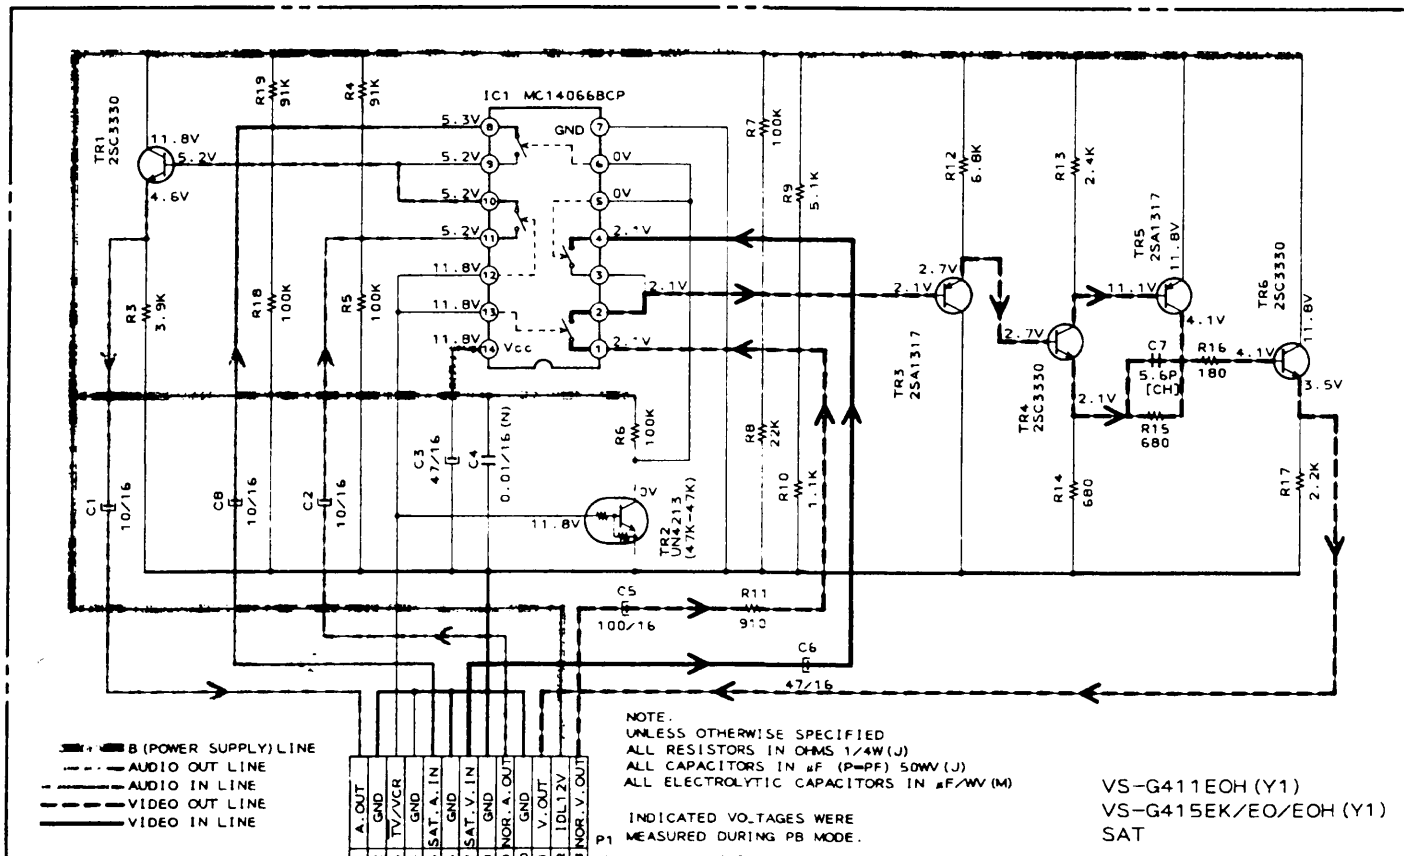 IC1 MC14066BCP
R19
91K
R4
91K
TR1
2SC3330
11.8V
5.2V
4.6V
5.3V
8
5.2V
9
5.2V
10
5.2V
11
11.8V
12
11.8V
13
11.8V
14
Vcc
GND
7
6
0V
5
0V
4
3
2
2.1V
1
R7
100K
R9
5.1K
R12
6.8K
R13
2.4K
TR5
2SA1317
11.8V
TR6
2SC3330
11.8V
R3
3.9K
R18
100K
R5
100K
2.7V
2.1V
TR3
2SA1317
2.7V
TR4
2SC3330
11.1V
4.1V
C7
5.6P
[CH]
R16
180
4.1V
3.5V
2.1V
R15
680
R6
100K
R8
22K
R10
1.1K
R14
680
R17
2.2K
C1
10/16
C8
10/16
C2
10/16
C3
47/16
C4
0.01/16(N)
0V
11.8V
TR2
UN4213
(47K-47K)
C5
100/16
R11
910
C6
47/16
B (POWER SUPPLY) LINE
AUDIO OUT LINE
AUDIO IN LINE
VIDEO OUT LINE
VIDEO IN LINE
A.OUT
GND
TV/VCR
GND
SAT.A.IN
GND
SAT.V.IN
GND
NOR.A.OUT
GND
V.OUT
IDL12V
NOR.V.OUT
P1
NOTE.
UNLESS OTHERWISE SPECIFIED
ALL RESISTORS IN OHMS 1/4W(J)
ALL CAPACITORS IN µF (P=PF) 50WV(J)
ALL ELECTROLYTIC CAPACITORS IN µF/WV(M)
INDICATED VOLTAGES WERE
MEASURED DURING PB MODE.
VS-G411EOH(Y1)
VS-G415EK/EO/EOH(Y1)
SAT